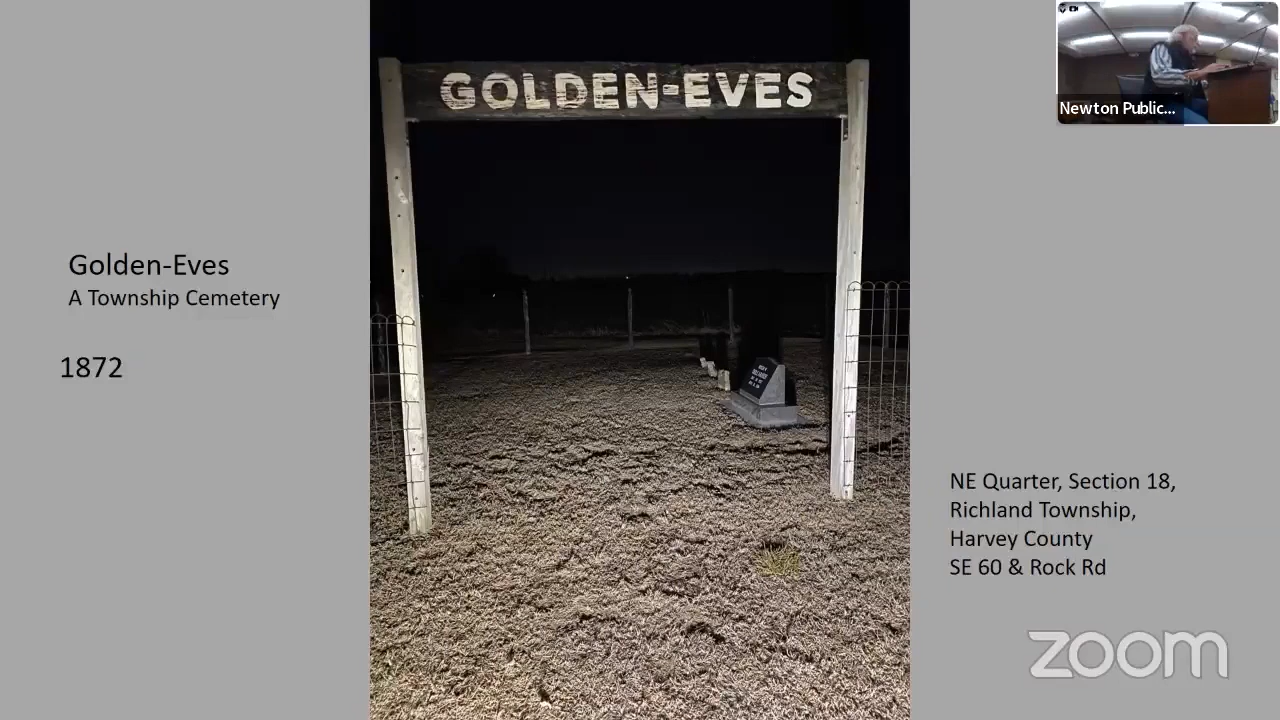 GOLDEN-EVES
Newton Public...
Golden-Eves
A Township Cemetery
1872
NE Quarter, Section 18,
Richland Township,
Harvey County
SE 60 & Rock Rd
zoom